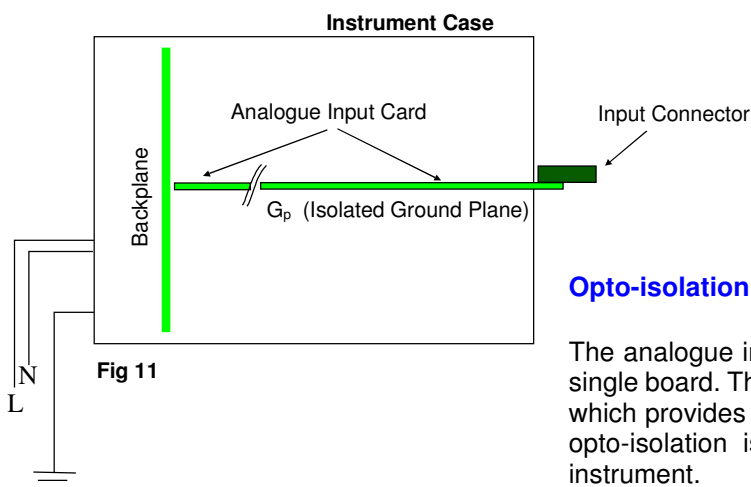 Instrument Case
Analogue Input Card
Input Connector
Backplane
Gp (Isolated Ground Plane)
N
L
Fig 11
Opto-isolation
The analogue i
single board. Th
which provides
opto-isolation is
instrument.